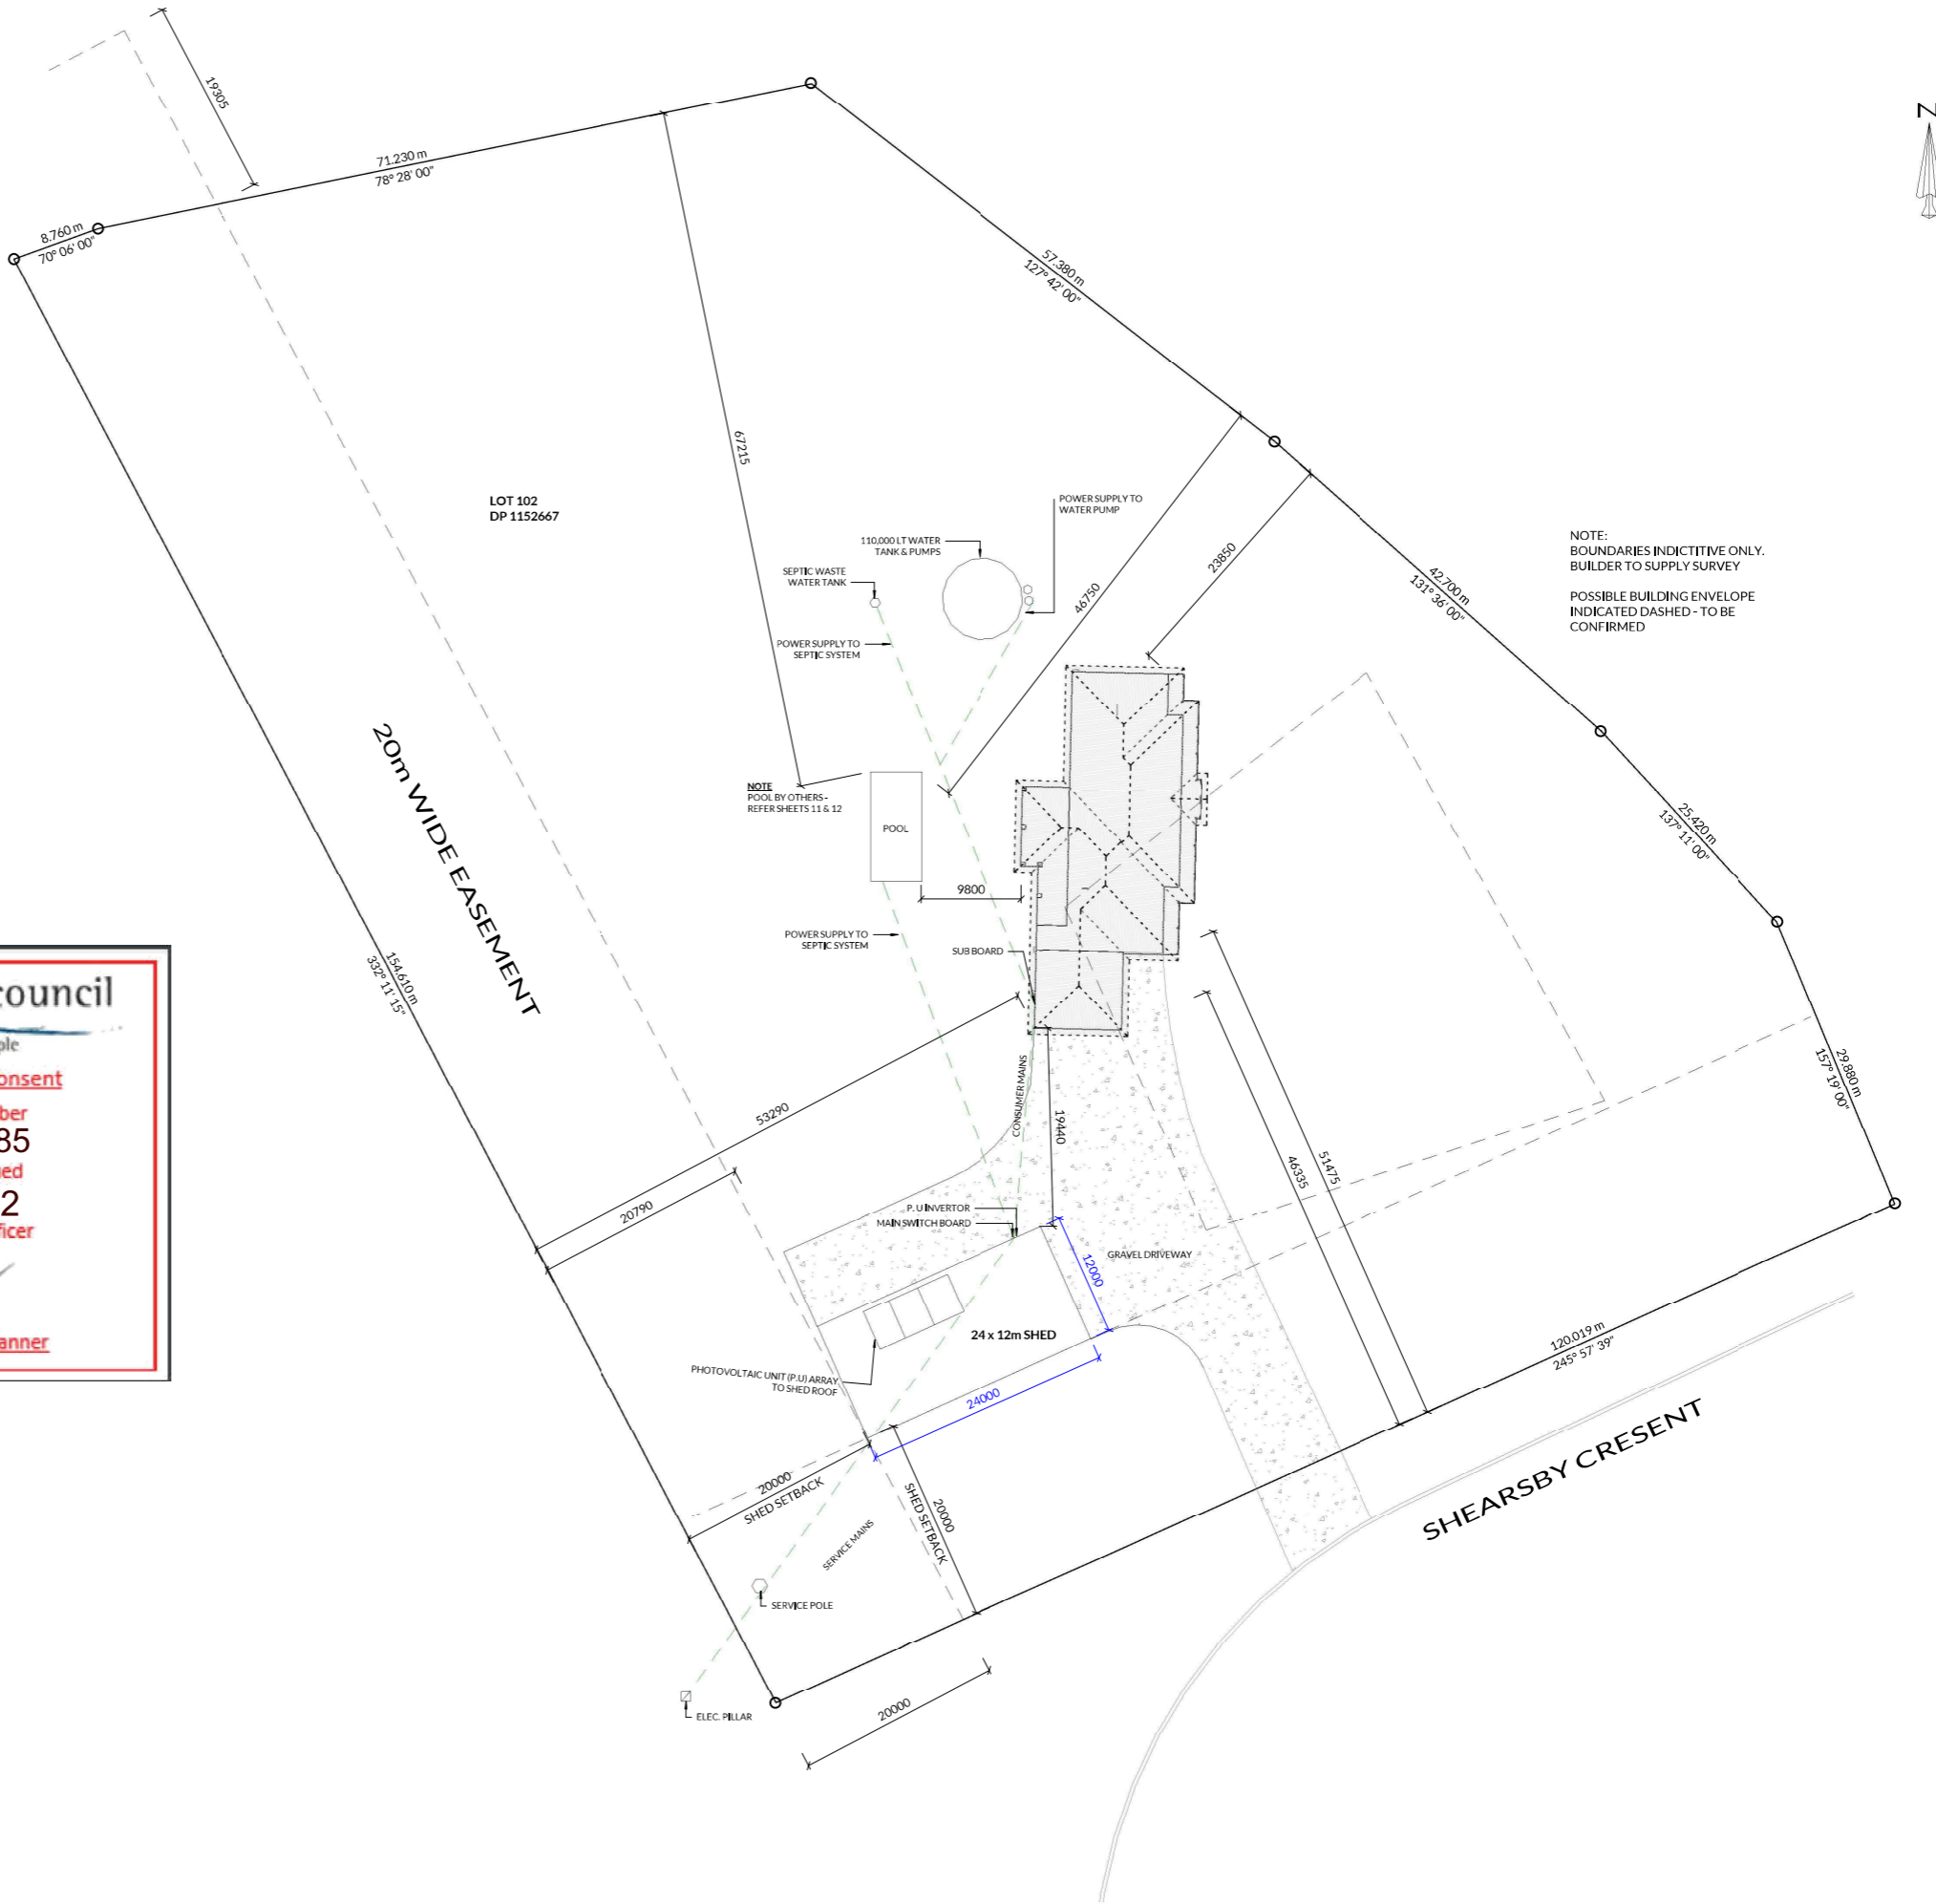 19305
N
71.230 m
78° 28' 00"
8.760 m
70° 06' 00"
57.380 m
127° 42' 00"
67215
LOT 102
DP 1152667
POWER SUPPLY TO
WATER PUMP
110,000 LT WATER
TANK & PUMPS
SEPTIC WASTE
WATER TANK
46750
23850
42.700 m
131° 36' 00"
NOTE:
BOUNDARIES INDICTITIVE ONLY.
BUILDER TO SUPPLY SURVEY
POSSIBLE BUILDING ENVELOPE
INDICATED DASHED - TO BE
CONFIRMED
POWER SUPPLY TO
SEPTIC SYSTEM
20m WIDE EASEMENT
NOTE
POOL BY OTHERS -
REFER SHEETS 11 & 12
POOL
25.420 m
137° 11' 00"
9800
POWER SUPPLY TO
SEPTIC SYSTEM
SUB BOARD
154.610 m
332° 11' 15"
ouncil
ple
onsent
ber
85
ued
2
ficer
anner
53290
CONSUMER MAINS
19440
29.880 m
157° 19' 00"
20790
46335
51475
P. U INVERTOR
MAIN SWITCH BOARD
GRAVEL DRIVEWAY
12000
24 x 12m SHED
120.019 m
245° 57' 39"
PHOTOVOLTAIC UNIT (P.U) ARRAY
TO SHED ROOF
24000
SHEARSBY CRESENT
20000
SHED SETBACK
20000
SHED SETBACK
SERVICE MAINS
SERVICE POLE
ELEC. PILLAR
20000